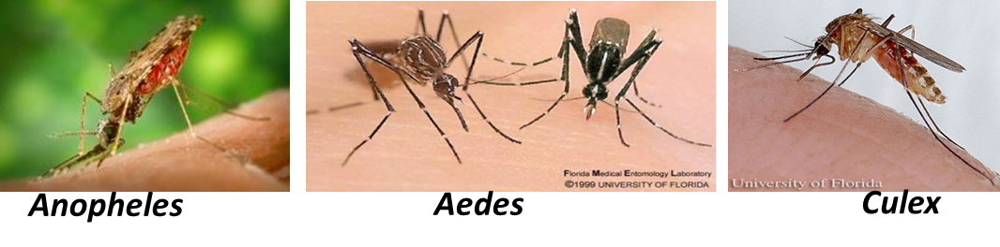 Florida Medical Entomology Laboratory
©1999 UNIVERSITY OF FLORIDA
University of Florida
Anopheles
Aedes
Culex